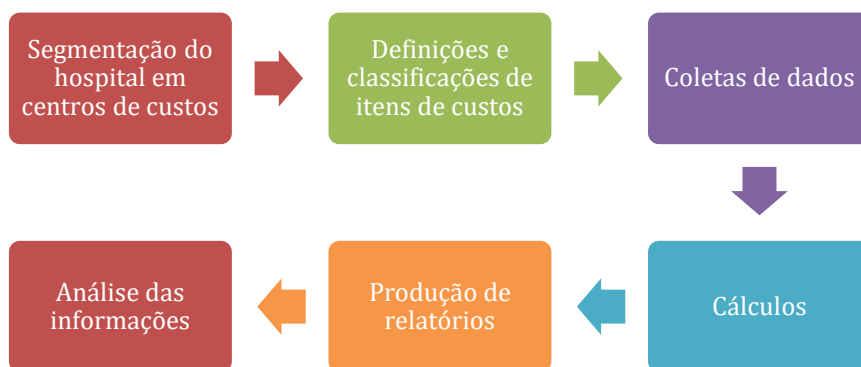 Segmentação do
hospital em
centros de custos
Definições e
classificações de
itens de custos
Coletas de dados
Cálculos
Produção de
relatórios
Análise das
informações